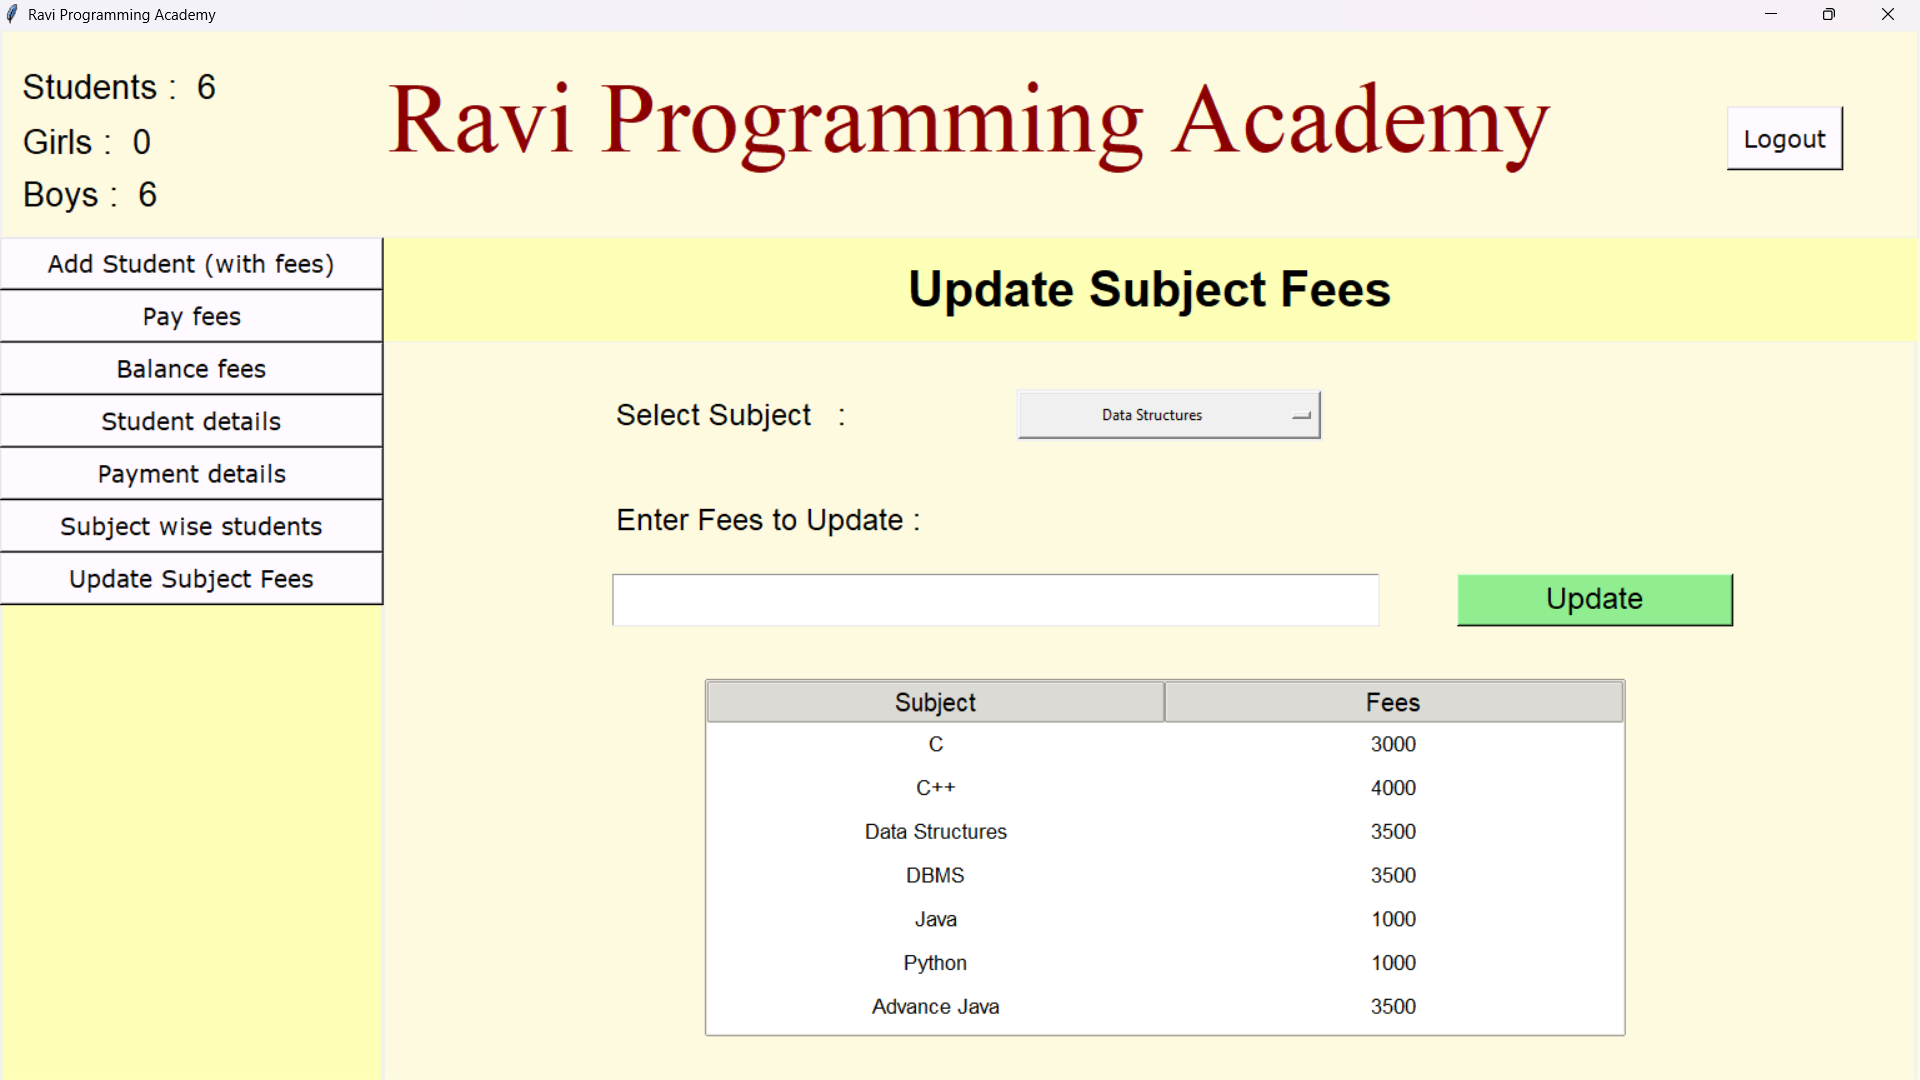 Ravi Programming Academy
Students : 6
Girls : 0
Boys : 6
Ravi Programming Academy
Logout
Add Student (with fees)
Pay fees
Balance fees
Student details
Payment details
Subject wise students
Update Subject Fees
Update Subject Fees
Select Subject :
Data Structures
Enter Fees to Update :
Update
Subject Fees
C 3000
C++ 4000
Data Structures 3500
DBMS 3500
Java 1000
Python 1000
Advance Java 3500